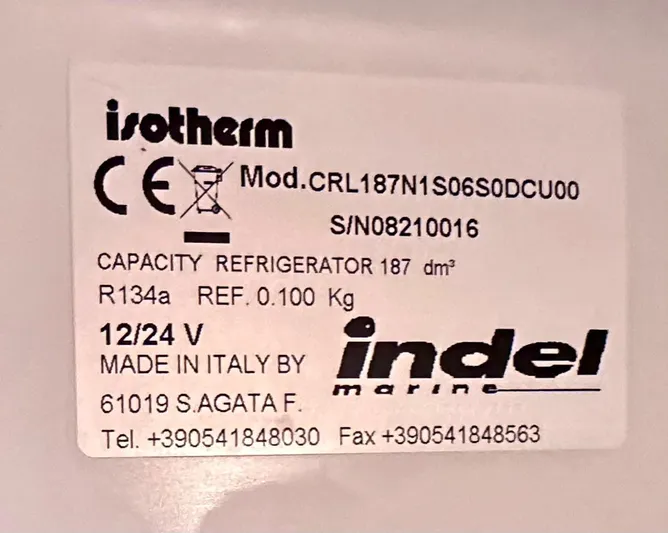 isotherm
CE Mod.CRL187N1S06S0DCU00
S/N08210016
CAPACITY REFRIGERATOR 187 dm³
R134a REF. 0.100 Kg
12/24 V
MADE IN ITALY BY
indel
marine
61019 S.AGATA F.
Tel. +390541848030 Fax +390541848563